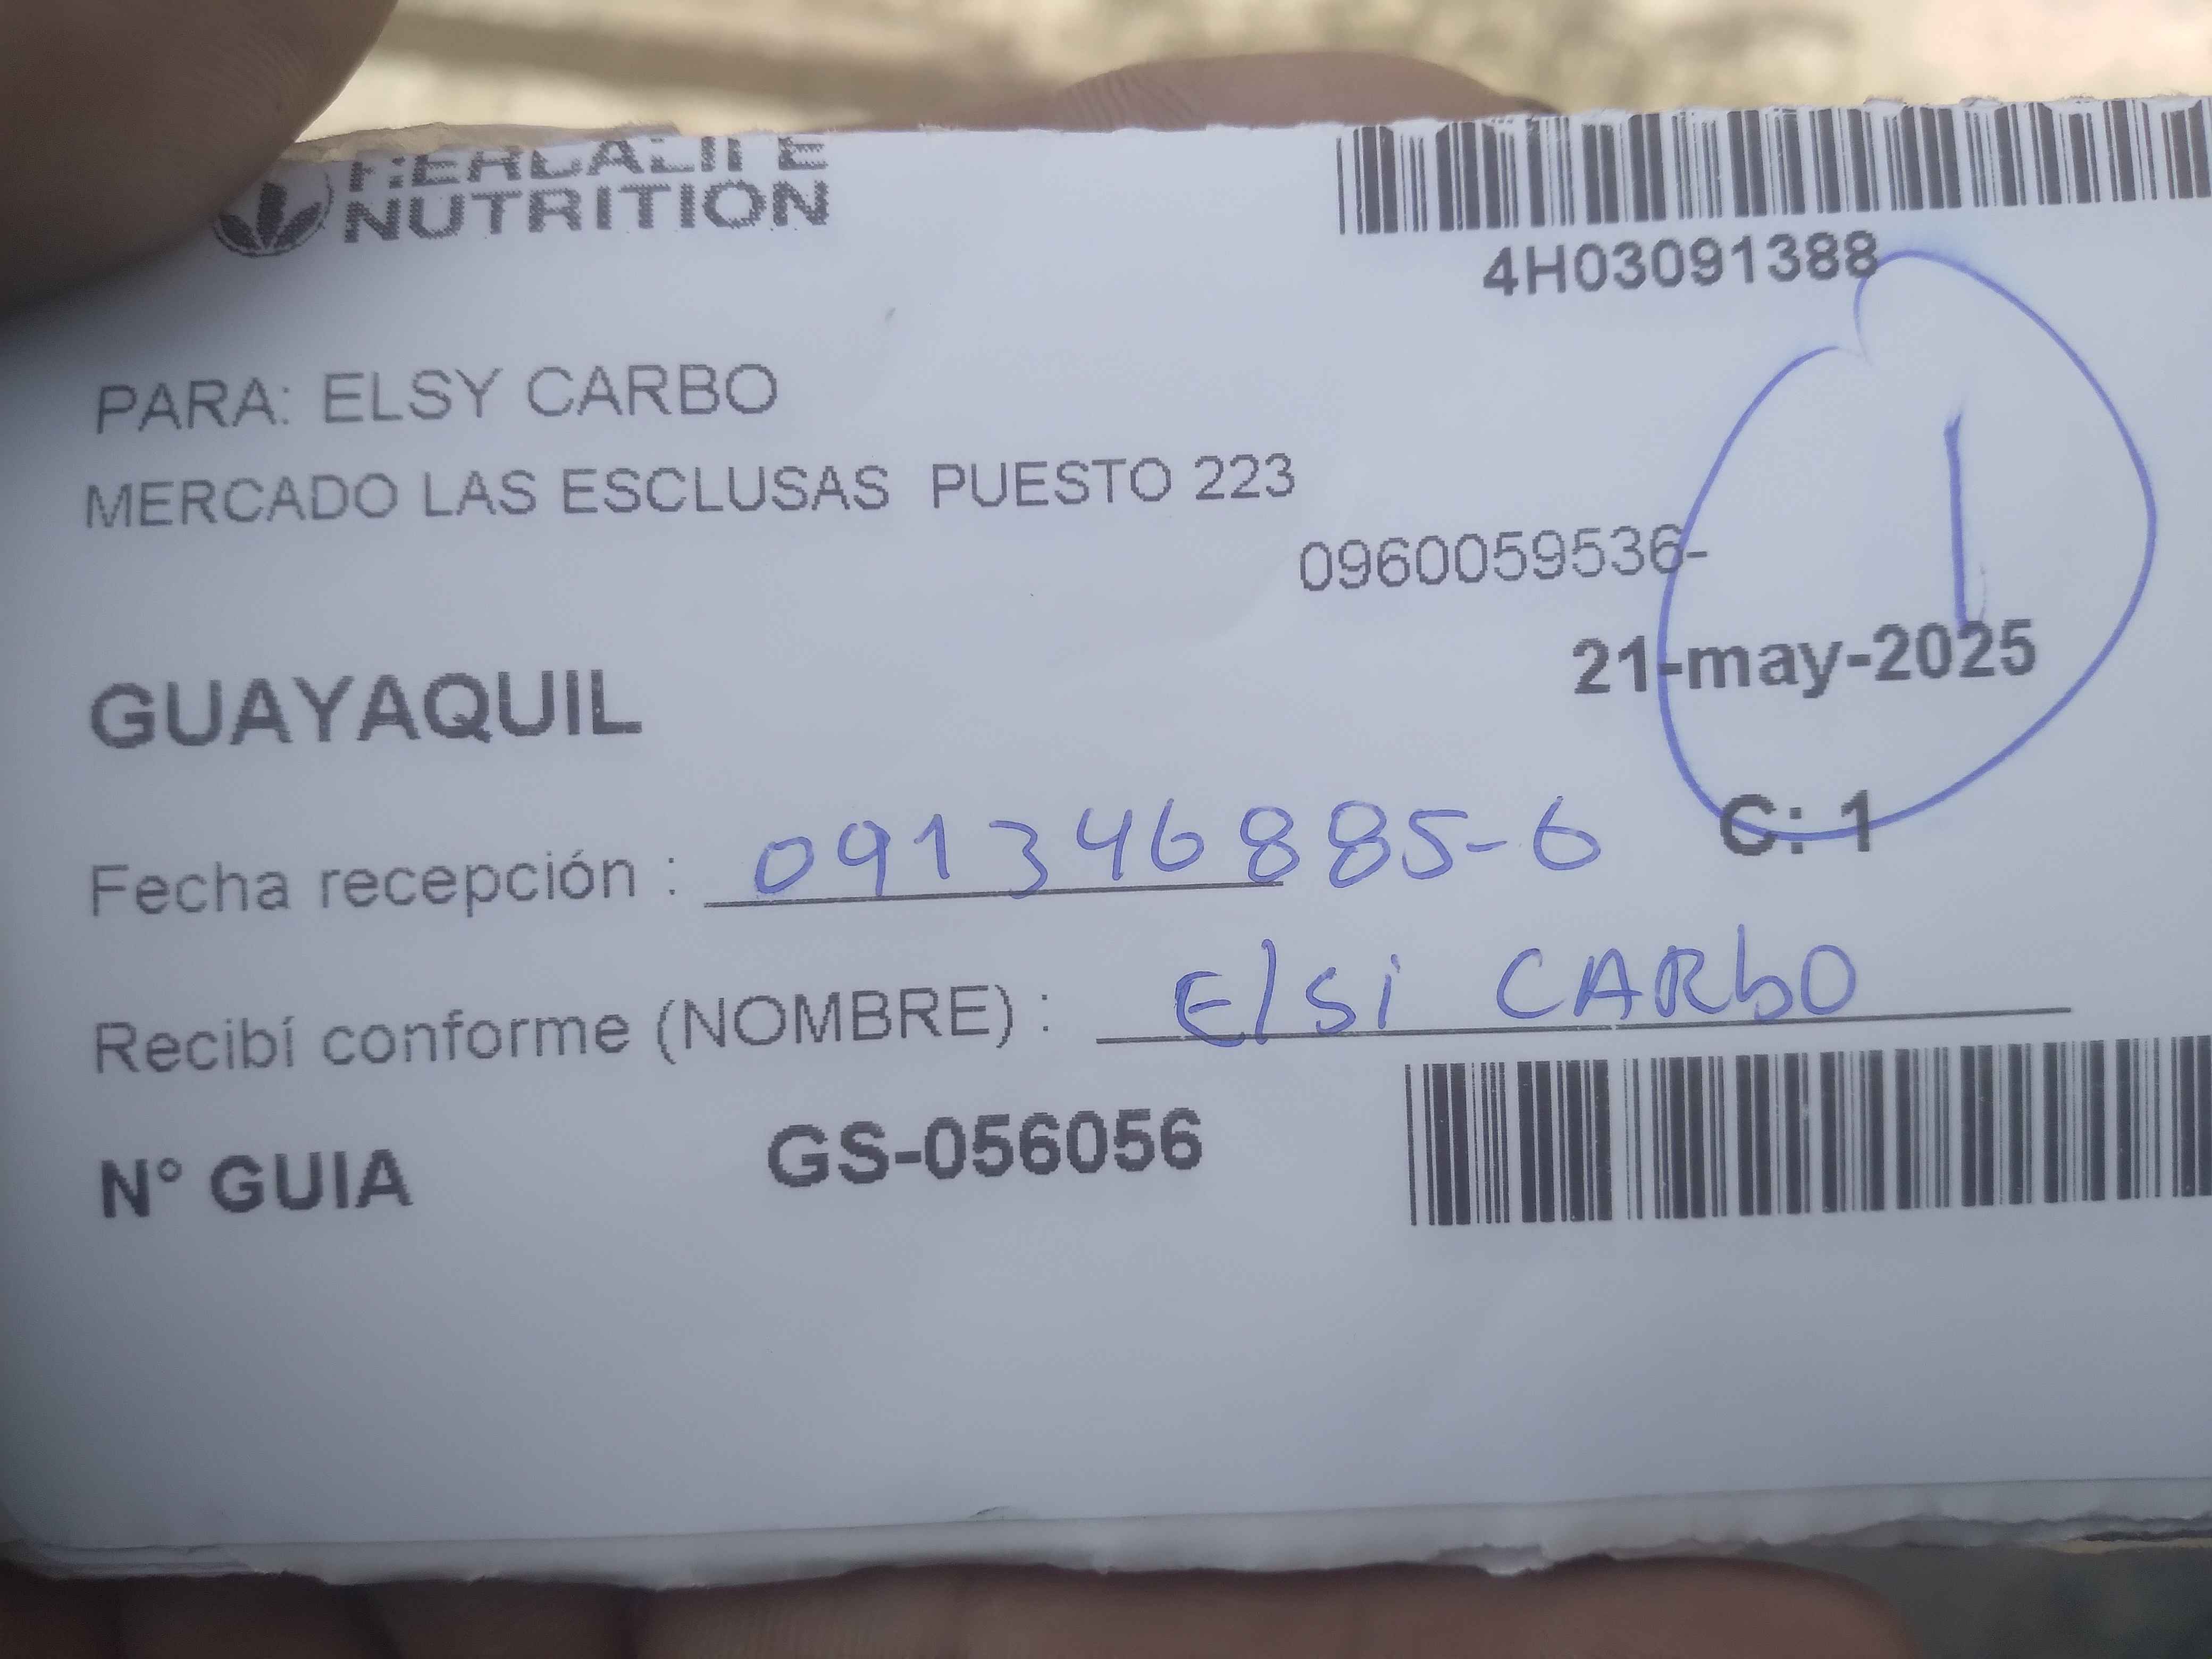 HERBALIFE
NUTRITION
4H03091388
PARA: ELSY CARBO
MERCADO LAS ESCLUSAS PUESTO 223
0960059536-
1
21-may-2025
GUAYAQUIL
C: 1
Fecha recepción : 091346885-6
Recibí conforme (NOMBRE) : Elsi CARbO
N° GUIA GS-056056